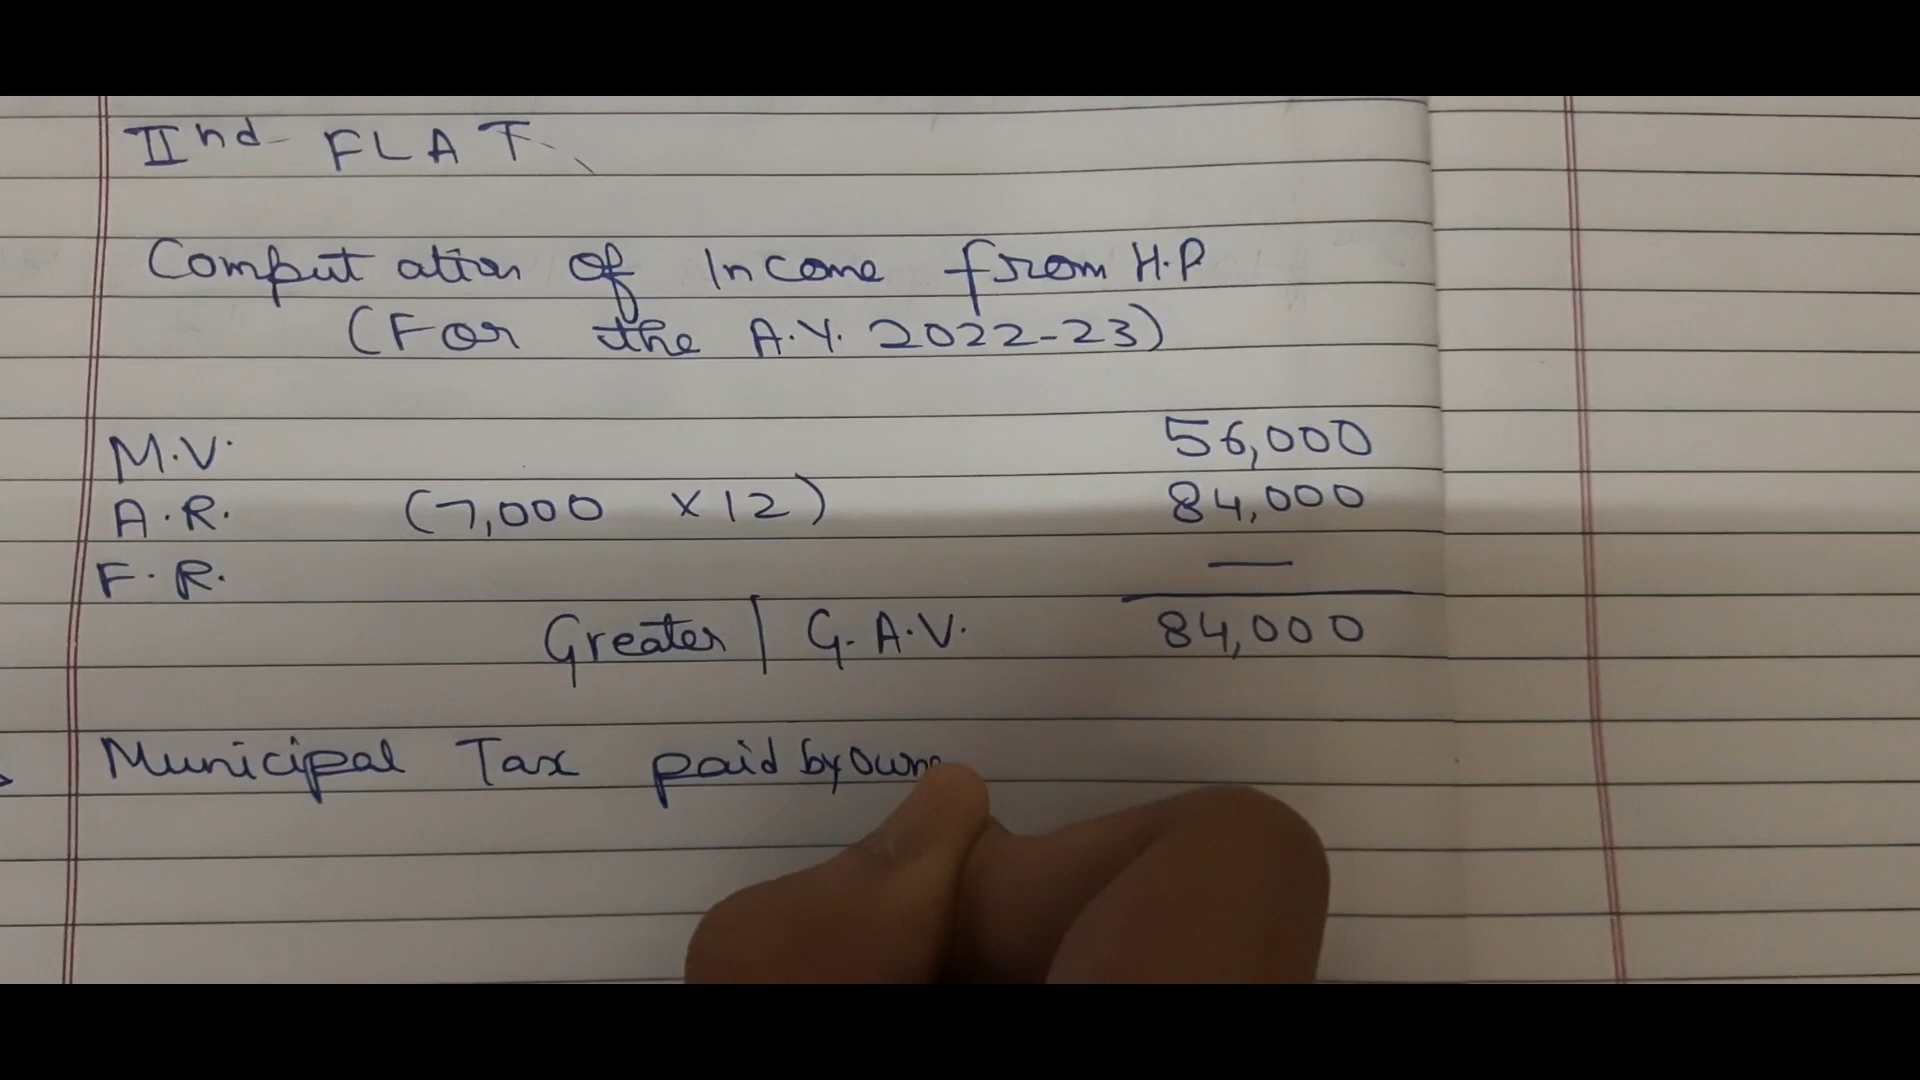 IInd FLAT
Computation of Income from H.P
(For the A.Y. 2022-23)
M.V. 56,000
A.R. (7,000 x12) 84,000
F.R. —
Greater | G.A.V. 84,000
Municipal Tax paid by